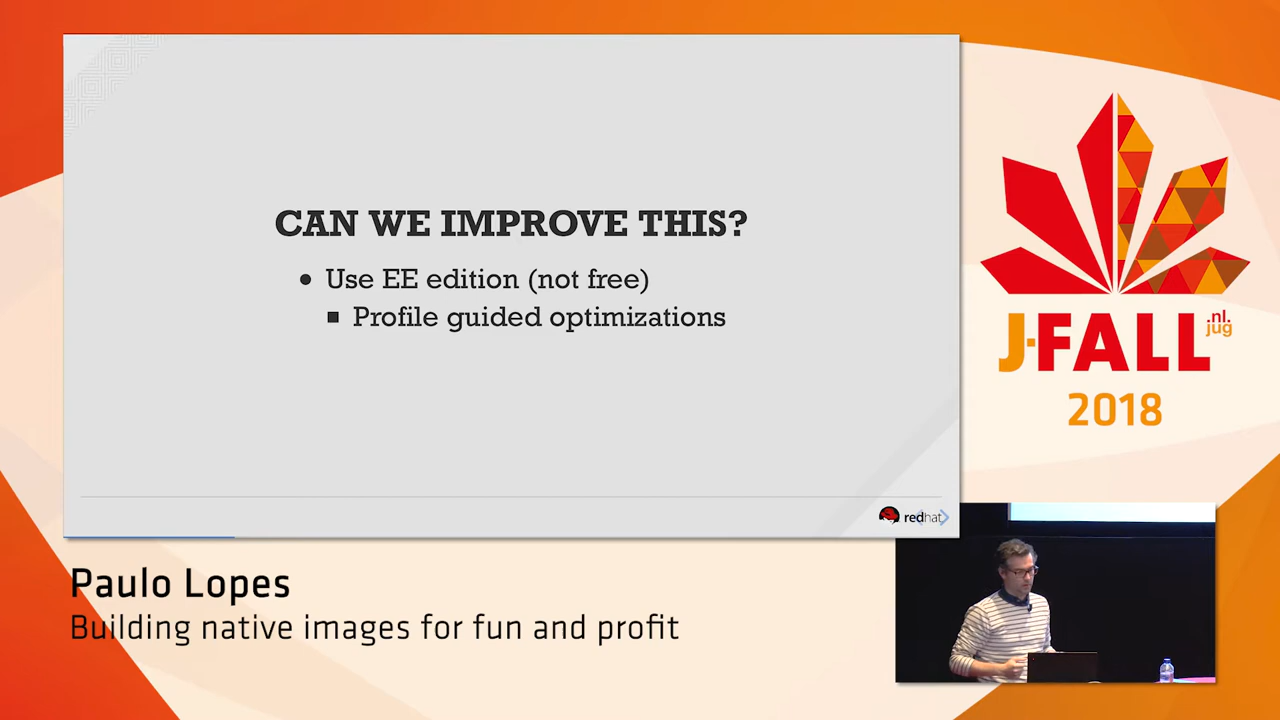 CAN WE IMPROVE THIS?
Use EE edition (not free)
Profile guided optimizations
redhat
J-FALL
nl.
jug
2018
Paulo Lopes
Building native images for fun and profit